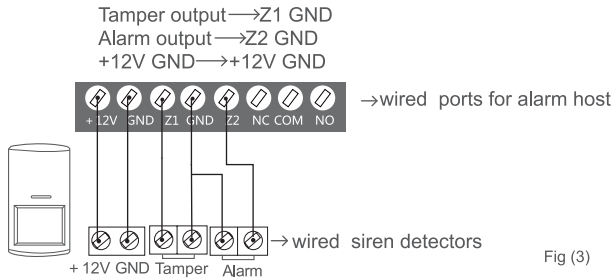 Tamper output→Z1 GND
Alarm output→Z2 GND
+12V GND→+12V GND
+12V GND Z1 GND Z2 NC COM NO
→wired ports for alarm host
→wired siren detectors
+ 12V GND Tamper Alarm
Fig (3)